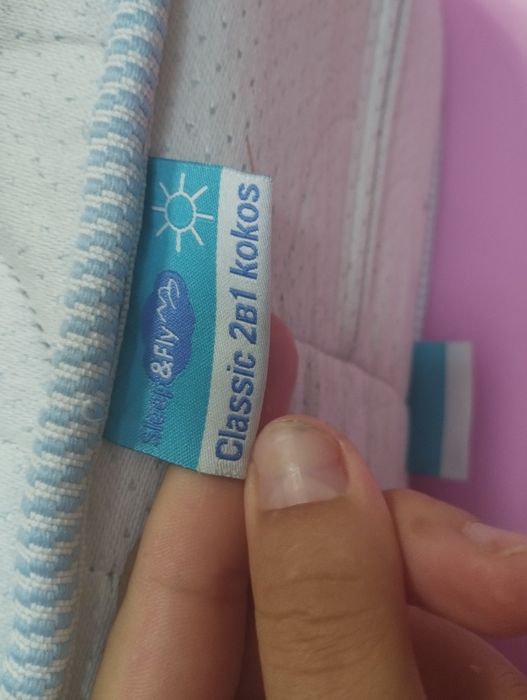 Sleep
&Fly
Classic 2в1 kokos